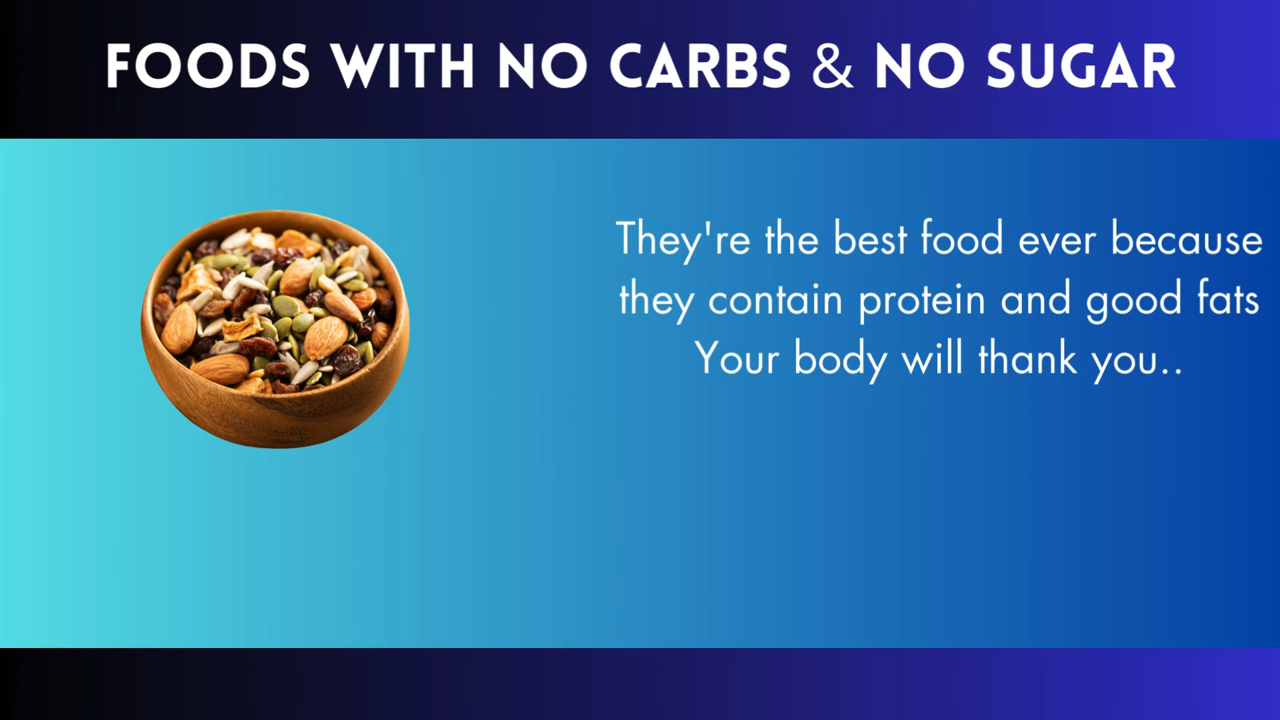 FOODS WITH NO CARBS & NO SUGAR
They're the best food ever because
they contain protein and good fats
Your body will thank you..